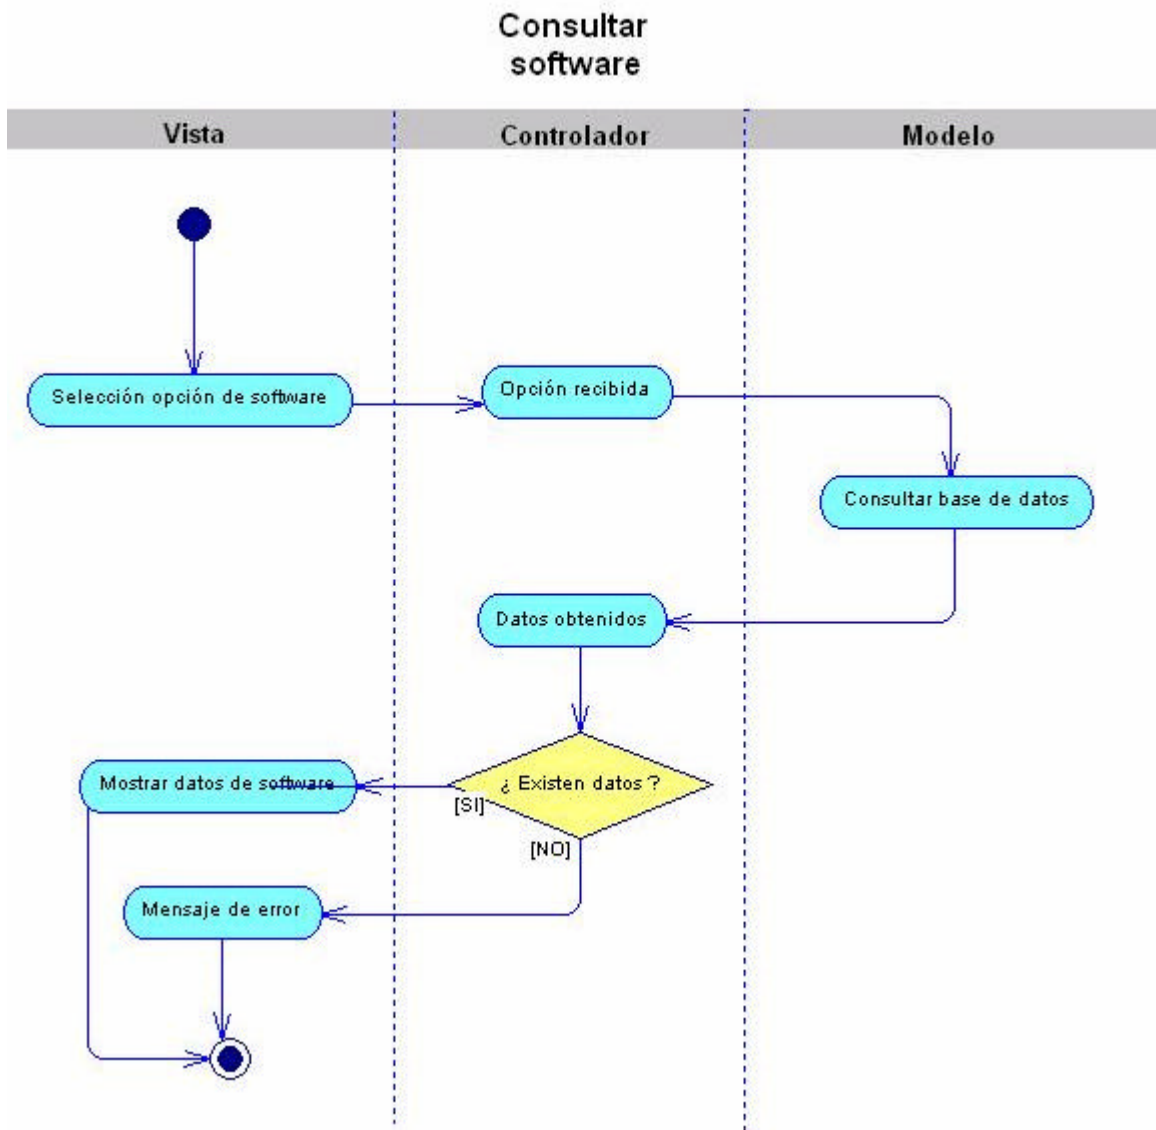 Consultar
software
Vista
Controlador
Modelo
Selección opción de software
Opción recibida
Consultar base de datos
Datos obtenidos
¿ Existen datos ?
Mostrar datos de software
[SI]
[NO]
Mensaje de error